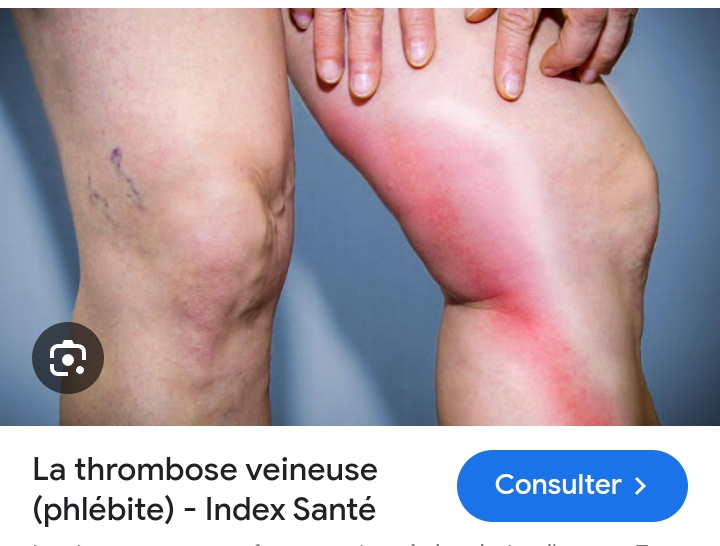 La thrombose veineuse
(phlébite) - Index Santé
Consulter